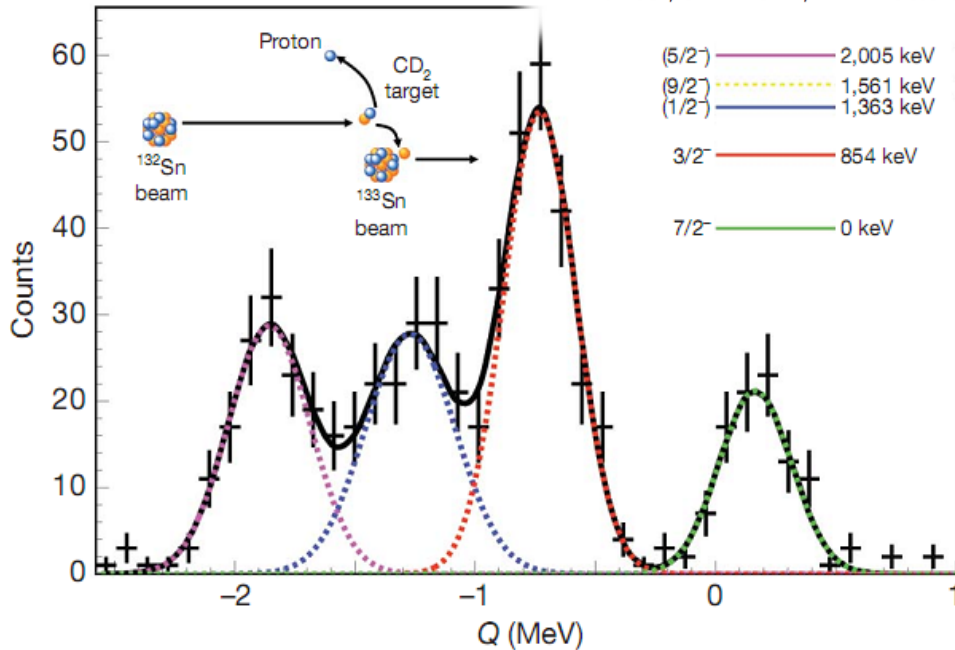 60
50
40
30
20
10
0
Counts
−2
−1
0
1
Q (MeV)
Proton
CD₂
target
¹³²Sn
beam
¹³³Sn
beam
(5/2⁻) 2,005 keV
(9/2⁻) 1,561 keV
(1/2⁻) 1,363 keV
3/2⁻ 854 keV
7/2⁻ 0 keV